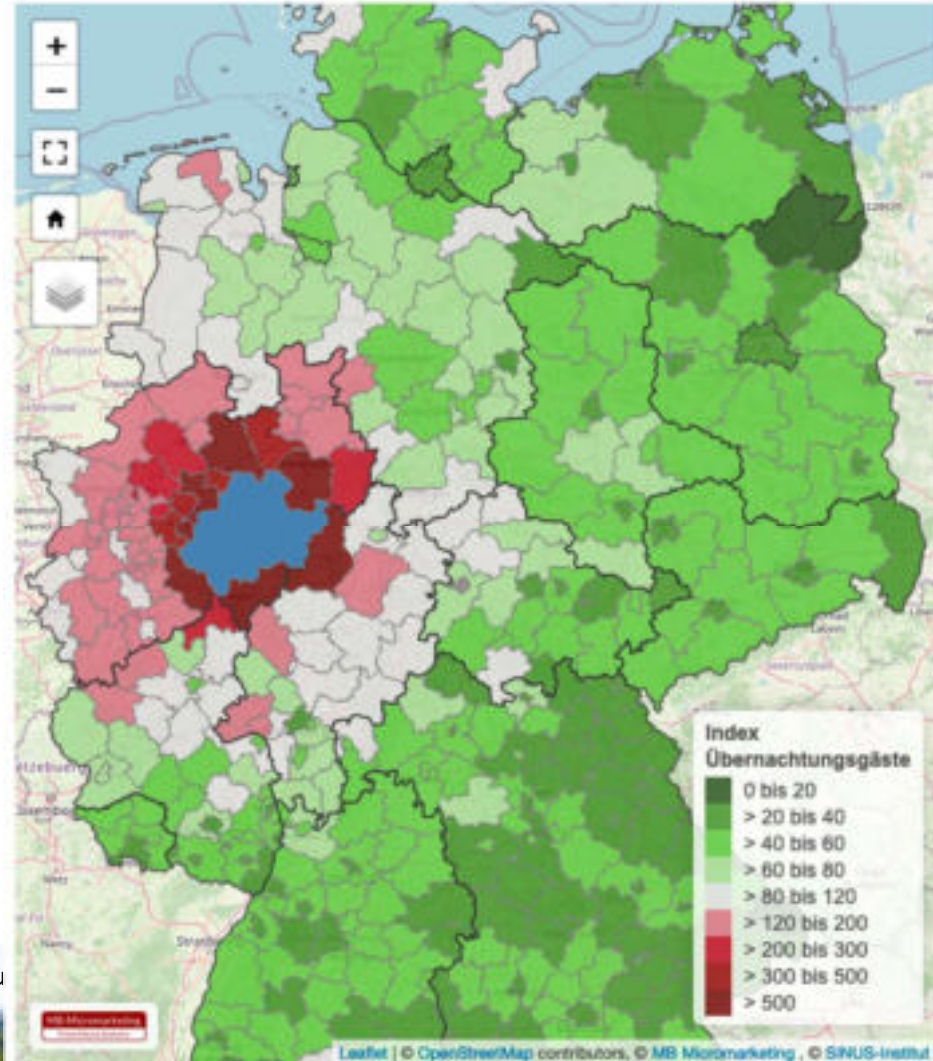 +
−
Index
Übernachtungsgäste
0 bis 20
> 20 bis 40
> 40 bis 60
> 60 bis 80
> 80 bis 120
> 120 bis 200
> 200 bis 300
> 300 bis 500
> 500
MB Micromarketing
Leaflet | © OpenStreetMap contributors, © MB Micromarketing , © SINUS-Institut